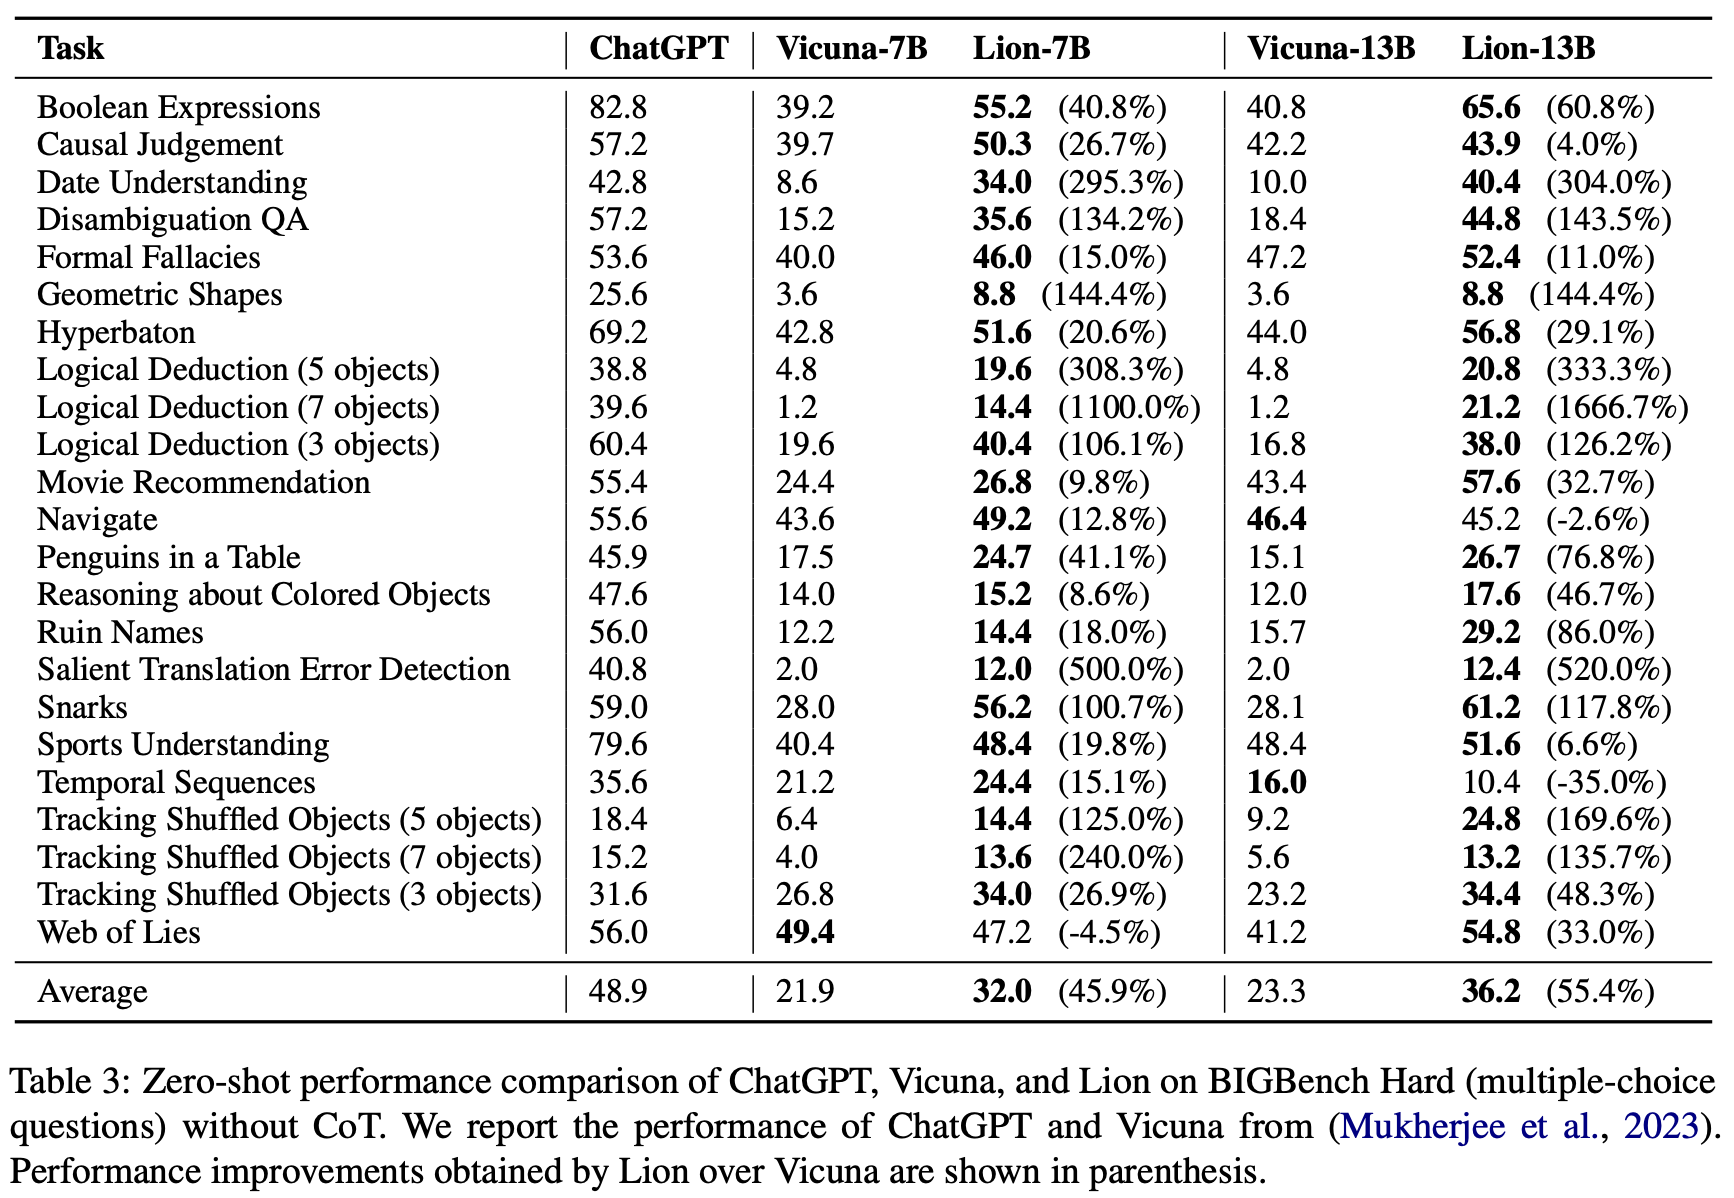 Task ChatGPT Vicuna-7B Lion-7B Vicuna-13B Lion-13B
Boolean Expressions 82.8 39.2 55.2 (40.8%) 40.8 65.6 (60.8%)
Causal Judgement 57.2 39.7 50.3 (26.7%) 42.2 43.9 (4.0%)
Date Understanding 42.8 8.6 34.0 (295.3%) 10.0 40.4 (304.0%)
Disambiguation QA 57.2 15.2 35.6 (134.2%) 18.4 44.8 (143.5%)
Formal Fallacies 53.6 40.0 46.0 (15.0%) 47.2 52.4 (11.0%)
Geometric Shapes 25.6 3.6 8.8 (144.4%) 3.6 8.8 (144.4%)
Hyperbaton 69.2 42.8 51.6 (20.6%) 44.0 56.8 (29.1%)
Logical Deduction (5 objects) 38.8 4.8 19.6 (308.3%) 4.8 20.8 (333.3%)
Logical Deduction (7 objects) 39.6 1.2 14.4 (1100.0%) 1.2 21.2 (1666.7%)
Logical Deduction (3 objects) 60.4 19.6 40.4 (106.1%) 16.8 38.0 (126.2%)
Movie Recommendation 55.4 24.4 26.8 (9.8%) 43.4 57.6 (32.7%)
Navigate 55.6 43.6 49.2 (12.8%) 46.4 45.2 (-2.6%)
Penguins in a Table 45.9 17.5 24.7 (41.1%) 15.1 26.7 (76.8%)
Reasoning about Colored Objects 47.6 14.0 15.2 (8.6%) 12.0 17.6 (46.7%)
Ruin Names 56.0 12.2 14.4 (18.0%) 15.7 29.2 (86.0%)
Salient Translation Error Detection 40.8 2.0 12.0 (500.0%) 2.0 12.4 (520.0%)
Snarks 59.0 28.0 56.2 (100.7%) 28.1 61.2 (117.8%)
Sports Understanding 79.6 40.4 48.4 (19.8%) 48.4 51.6 (6.6%)
Temporal Sequences 35.6 21.2 24.4 (15.1%) 16.0 10.4 (-35.0%)
Tracking Shuffled Objects (5 objects) 18.4 6.4 14.4 (125.0%) 9.2 24.8 (169.6%)
Tracking Shuffled Objects (7 objects) 15.2 4.0 13.6 (240.0%) 5.6 13.2 (135.7%)
Tracking Shuffled Objects (3 objects) 31.6 26.8 34.0 (26.9%) 23.2 34.4 (48.3%)
Web of Lies 56.0 49.4 47.2 (-4.5%) 41.2 54.8 (33.0%)
Average 48.9 21.9 32.0 (45.9%) 23.3 36.2 (55.4%)
Table 3: Zero-shot performance comparison of ChatGPT, Vicuna, and Lion on BIGBench Hard (multiple-choice
questions) without CoT. We report the performance of ChatGPT and Vicuna from (Mukherjee et al., 2023).
Performance improvements obtained by Lion over Vicuna are shown in parenthesis.